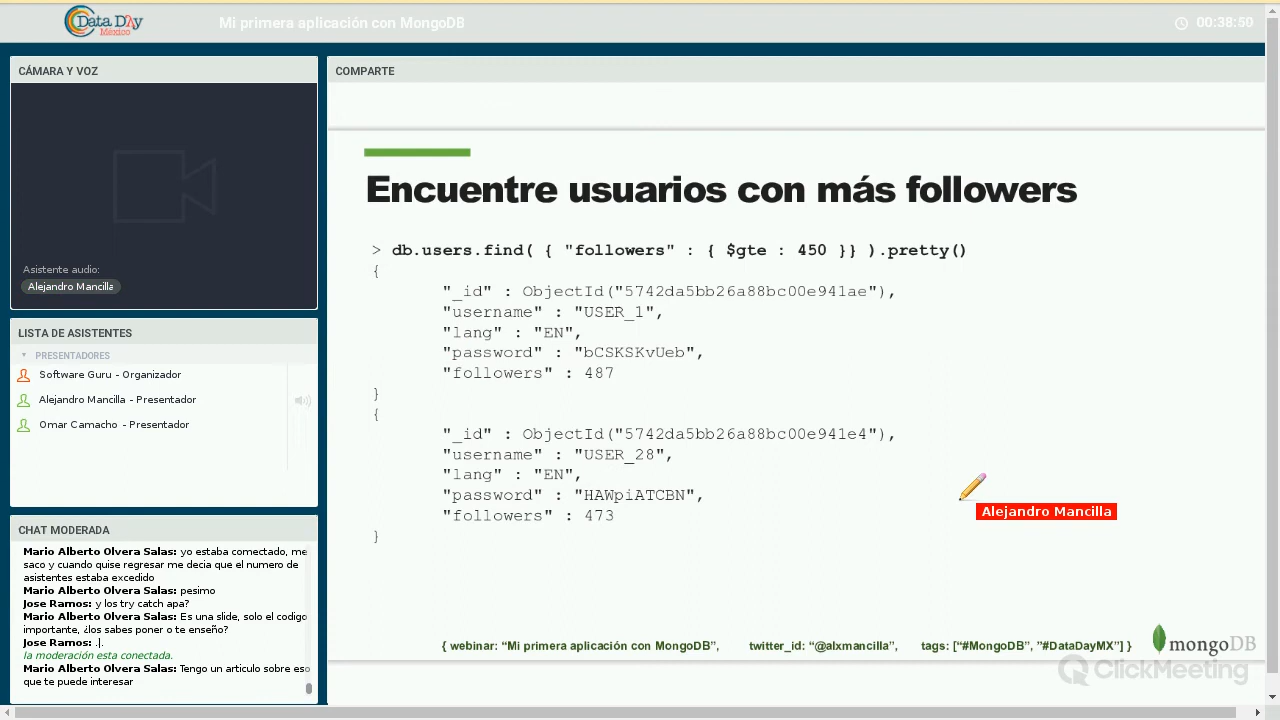 Data DAy
México
Mi primera aplicación con MongoDB
00:38:50
CÁMARA Y VOZ
Asistente audio:
Alejandro Mancilla
LISTA DE ASISTENTES
PRESENTADORES
Software Guru - Organizador
Alejandro Mancilla - Presentador
Omar Camacho - Presentador
CHAT MODERADA
Mario Alberto Olvera Salas: yo estaba comectado, me
saco y cuando quise regresar me decia que el numero de
asistentes estaba excedido
Mario Alberto Olvera Salas: pesimo
Jose Ramos: y los try catch apa?
Mario Alberto Olvera Salas: Es una slide, solo el codigo
importante, ¿los sabes poner o te enseño?
Jose Ramos: .|.
la moderación esta conectada.
Mario Alberto Olvera Salas: Tengo un articulo sobre eso
que te puede interesar
COMPARTE
Encuentre usuarios con más followers
> db.users.find( { "followers" : { $gte : 450 }} ).pretty()
{
"_id" : ObjectId("5742da5bb26a88bc00e941ae"),
"username" : "USER_1",
"lang" : "EN",
"password" : "bCSKSKvUeb",
"followers" : 487
}
{
"_id" : ObjectId("5742da5bb26a88bc00e941e4"),
"username" : "USER_28",
"lang" : "EN",
"password" : "HAWpiATCBN",
"followers" : 473
}
Alejandro Mancilla
{ webinar: “Mi primera aplicación con MongoDB”, twitter_id: “@alxmancilla”, tags: [“#MongoDB”, ”#DataDayMX”] }
mongoDB
ClickMeeting